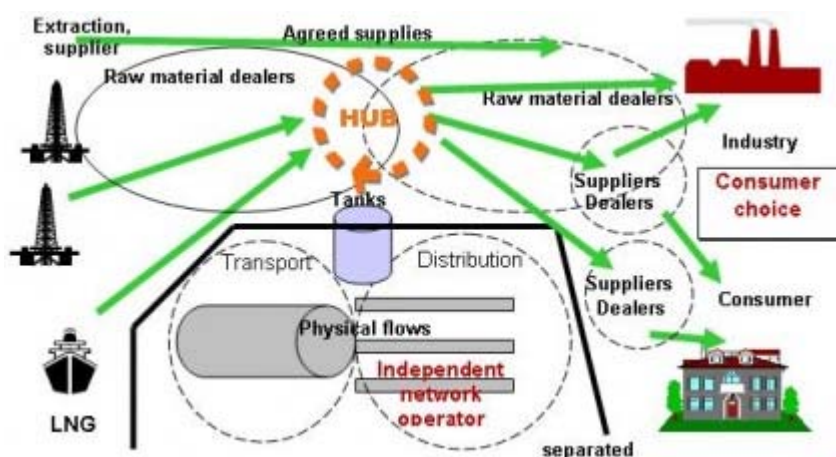 Extraction,
supplier
Agreed supplies
Raw material dealers
HUB
Raw material dealers
Industry
Suppliers
Dealers
Consumer
choice
Tanks
Transport
Distribution
Suppliers
Dealers
Consumer
Physical flows
Independent
network
operator
LNG
separated